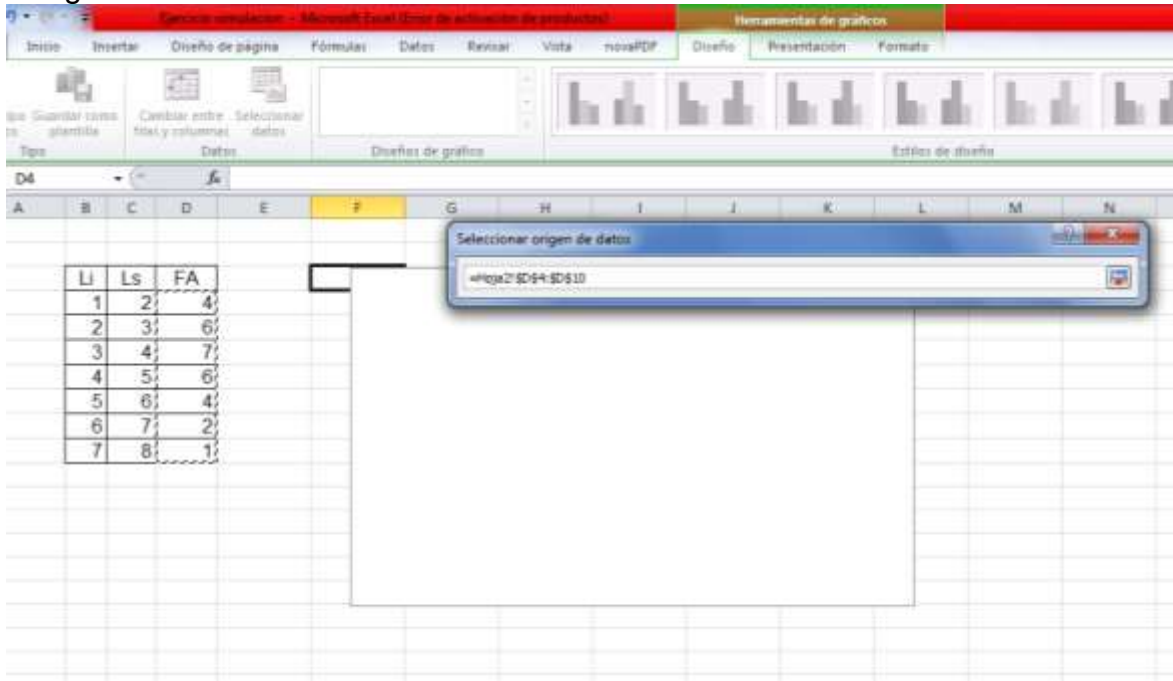 Ejercicio simulacion - Microsoft Excel (Error de activación de productos)
Herramientas de gráficos
Inicio Insertar Diseño de página Fórmulas Datos Revisar Vista novaPDF Diseño Presentación Formato
Guardar como plantilla
Cambiar entre filas y columnas
Seleccionar datos
Tipo Datos Diseños de gráfico Estilos de diseño
D4 fx
A B C D E F G H I J K L M N
Seleccionar origen de datos
=Hoja2!$D$4:$D$10
Li Ls FA
1 2 4
2 3 6
3 4 7
4 5 6
5 6 4
6 7 2
7 8 1